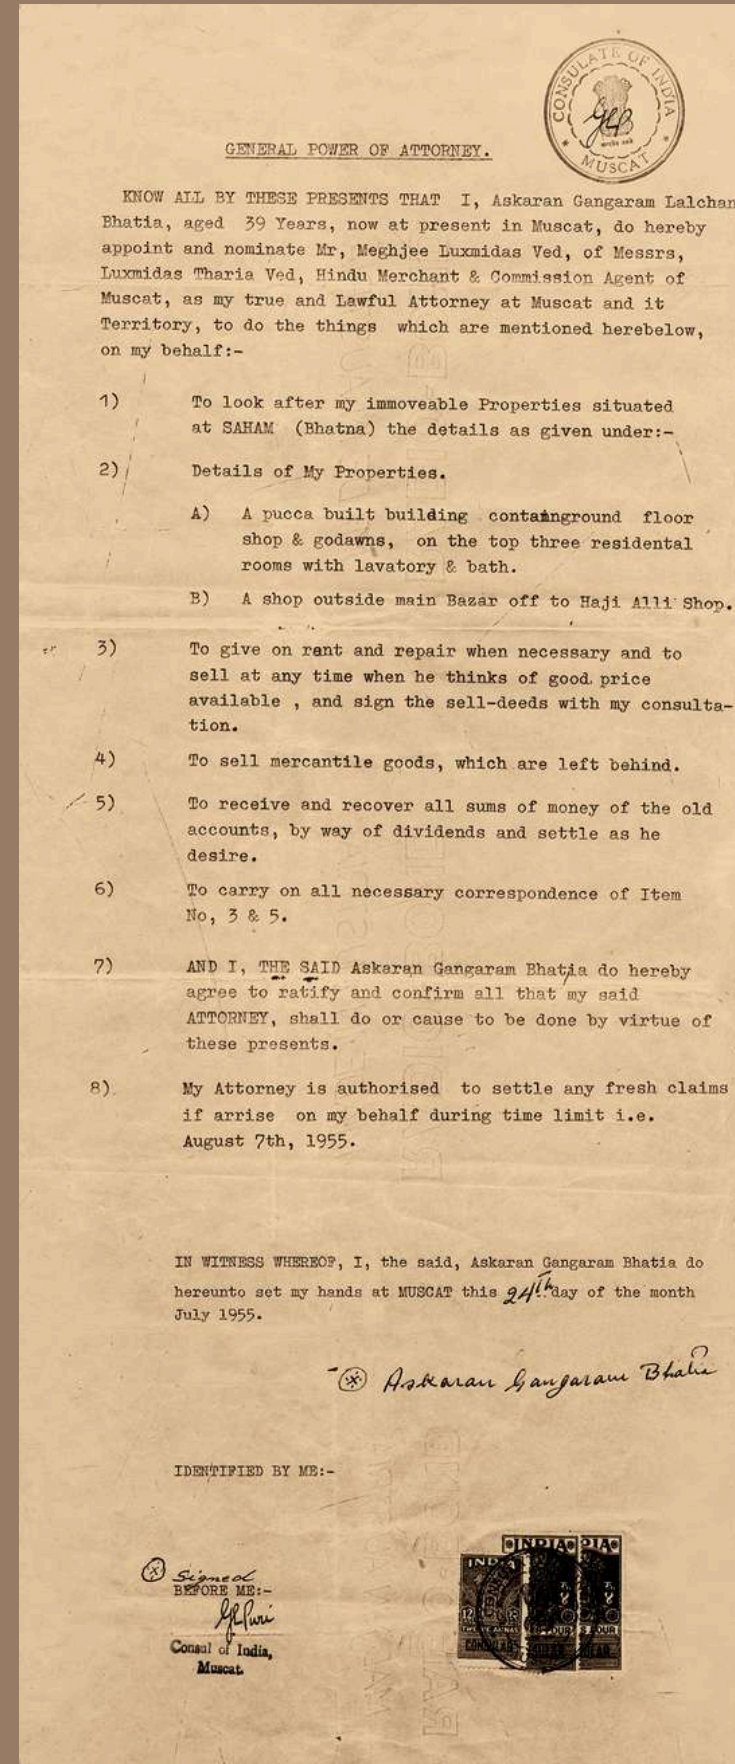 CONSULATE OF INDIA
MUSCAT
GENERAL POWER OF ATTORNEY.
KNOW ALL BY THESE PRESENTS THAT I, Askaran Gangaram Lalchan
Bhatia, aged 39 Years, now at present in Muscat, do hereby
appoint and nominate Mr, Meghjee Luxmidas Ved, of Messrs,
Luxmidas Tharia Ved, Hindu Merchant & Commission Agent of
Muscat, as my true and Lawful Attorney at Muscat and it
Territory, to do the things which are mentioned herebelow,
on my behalf:-
1) To look after my immoveable Properties situated
at SAHAM (Bhatna) the details as given under:-
2) Details of My Properties.
A) A pucca built building containground floor
shop & godawns, on the top three residental
rooms with lavatory & bath.
B) A shop outside main Bazar off to Haji Alli Shop.
3) To give on rent and repair when necessary and to
sell at any time when he thinks of good price
available , and sign the sell-deeds with my consulta-
tion.
4) To sell mercantile goods, which are left behind.
5) To receive and recover all sums of money of the old
accounts, by way of dividends and settle as he
desire.
6) To carry on all necessary correspondence of Item
No, 3 & 5.
7) AND I, THE SAID Askaran Gangaram Bhatia do hereby
agree to ratify and confirm all that my said
ATTORNEY, shall do or cause to be done by virtue of
these presents.
8). My Attorney is authorised to settle any fresh claims
if arrise on my behalf during time limit i.e.
August 7th, 1955.
IN WITNESS WHEREOF, I, the said, Askaran Gangaram Bhatia do
hereunto set my hands at MUSCAT this 24th day of the month
July 1955.
Askaran Gangaram Bhatia
IDENTIFIED BY ME:-
Signed
BEFORE ME:-
Consul of India,
Muscat.
INDIA
INDIA
DIA